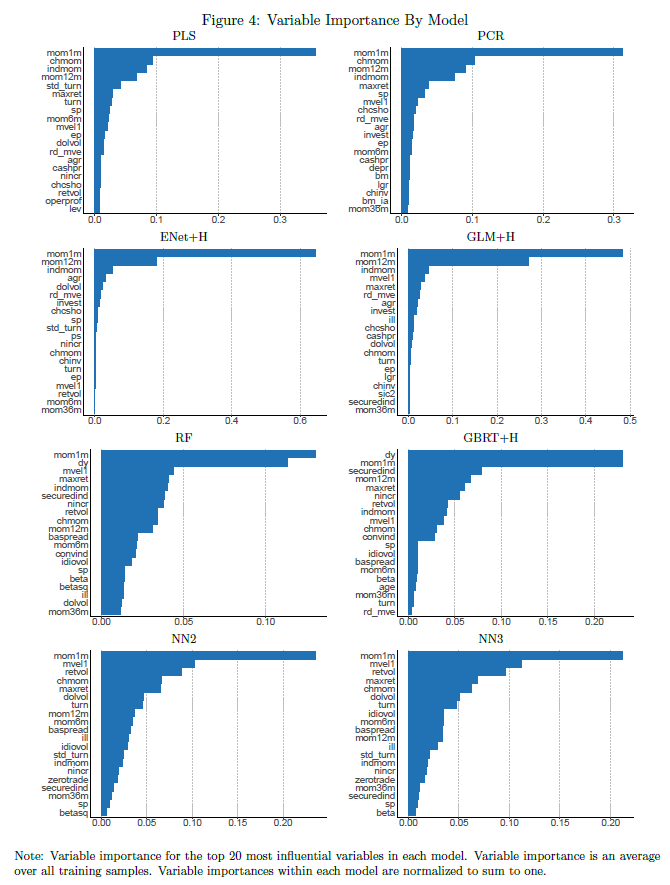 Figure 4: Variable Importance By Model
PLS
mom1m
chmom
indmom
mom12m
std_turn
maxret
turn
sp
mom6m
mvel1
ep
dolvol
rd_mve
agr
cashpr
nincr
chcsho
retvol
operprof
lev
0.0 0.1 0.2 0.3
PCR
mom1m
chmom
mom12m
indmom
maxret
sp
mvel1
chcsho
rd_mve
agr
invest
ep
mom6m
cashpr
depr
bm
lgr
chinv
bm_ia
mom36m
0.0 0.1 0.2 0.3
ENet+H
mom1m
mom12m
indmom
agr
dolvol
rd_mve
invest
chcsho
sp
std_turn
ps
nincr
chmom
chinv
turn
ep
mvel1
retvol
mom6m
mom36m
0.0 0.2 0.4 0.6
GLM+H
mom1m
mom12m
indmom
mvel1
maxret
rd_mve
agr
invest
ill
chcsho
cashpr
dolvol
chmom
turn
ep
lgr
chinv
sic2
securedind
mom36m
0.0 0.1 0.2 0.3 0.4 0.5
RF
mom1m
dy
mvel1
maxret
indmom
securedind
nincr
retvol
chmom
mom12m
baspread
mom6m
convind
idiovol
sp
beta
betasq
ill
dolvol
mom36m
0.00 0.05 0.10
GBRT+H
dy
mom1m
securedind
mom12m
maxret
nincr
retvol
indmom
mvel1
chmom
convind
sp
idiovol
baspread
mom6m
beta
age
mom36m
turn
rd_mve
0.00 0.05 0.10 0.15 0.20
NN2
mom1m
mvel1
retvol
chmom
maxret
dolvol
turn
mom12m
mom6m
baspread
ill
idiovol
std_turn
indmom
nincr
zerotrade
securedind
mom36m
sp
betasq
0.00 0.05 0.10 0.15 0.20
NN3
mom1m
mvel1
retvol
maxret
chmom
dolvol
turn
idiovol
mom6m
baspread
mom12m
ill
std_turn
indmom
nincr
zerotrade
mom36m
securedind
sp
beta
0.00 0.05 0.10 0.15 0.20
Note: Variable importance for the top 20 most influential variables in each model. Variable importance is an average
over all training samples. Variable importances within each model are normalized to sum to one.